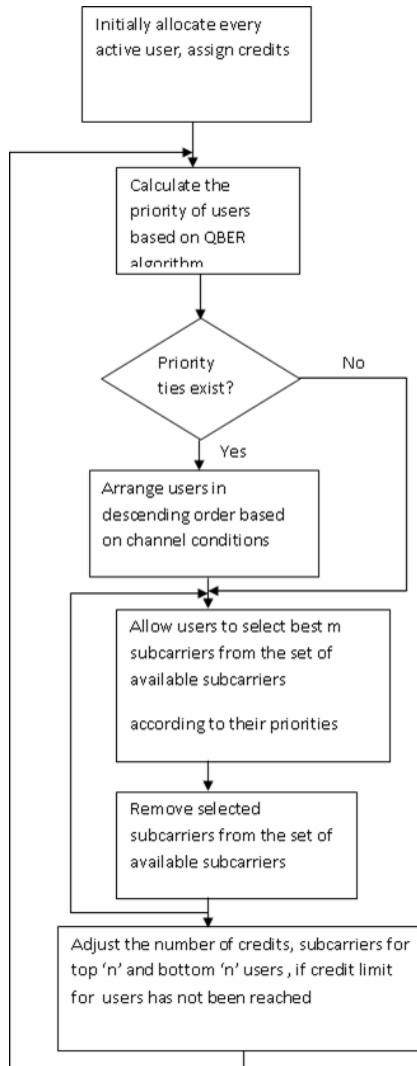 Initially allocate every
active user, assign credits
Calculate the
priority of users
based on QBER
algorithm
Priority
ties exist?
No
Yes
Arrange users in
descending order based
on channel conditions
Allow users to select best m
subcarriers from the set of
available subcarriers
according to their priorities
Remove selected
subcarriers from the set of
available subcarriers
Adjust the number of credits, subcarriers for
top ‘n’ and bottom ‘n’ users , if credit limit
for users has not been reached